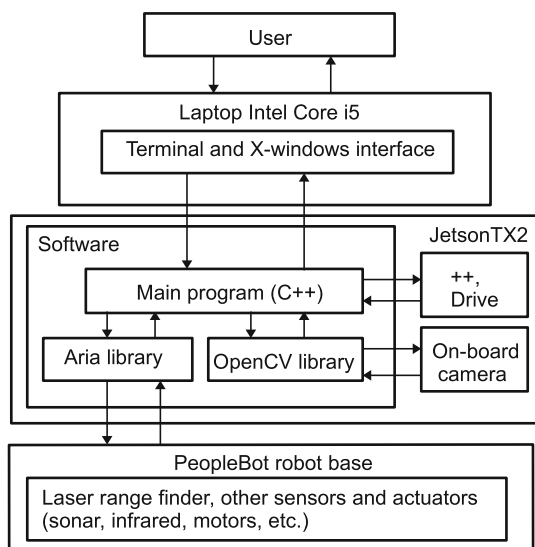 User
Laptop Intel Core i5
Terminal and X-windows interface
JetsonTX2
Software
Main program (C++)
++,
Drive
Aria library
OpenCV library
On-board
camera
PeopleBot robot base
Laser range finder, other sensors and actuators
(sonar, infrared, motors, etc.)